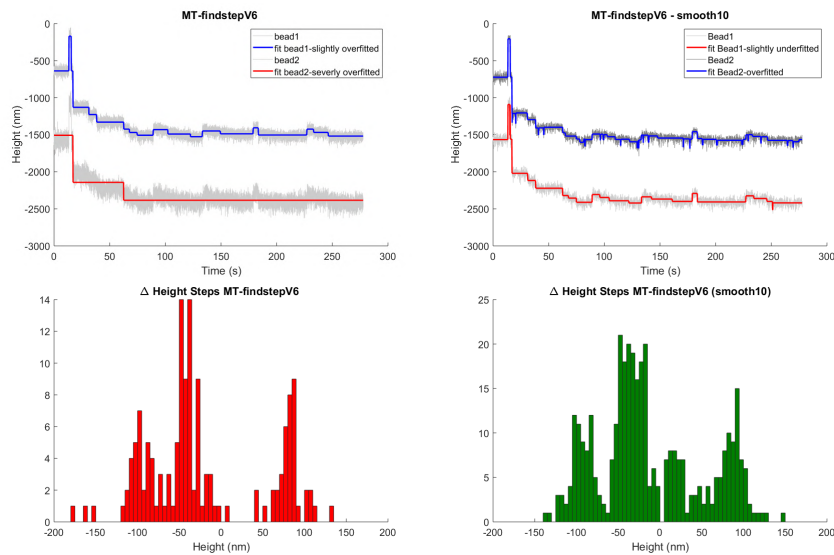 MT-findstepV6
0
-500
-1000
-1500
-2000
-2500
-3000
Height (nm)
0 50 100 150 200 250 300
Time (s)
bead1
fit bead1-slightly overfitted
bead2
fit bead2-severly overfitted
MT-findstepV6 - smooth10
0
-500
-1000
-1500
-2000
-2500
-3000
Height (nm)
0 50 100 150 200 250 300
Time (s)
Bead1
fit Bead1-slightly underfitted
Bead2
fit Bead2-overfitted
Δ Height Steps MT-findstepV6
14
12
10
8
6
4
2
0
-200 -150 -100 -50 0 50 100 150 200
Height (nm)
Δ Height Steps MT-findstepV6 (smooth10)
25
20
15
10
5
0
-200 -150 -100 -50 0 50 100 150 200
Height (nm)